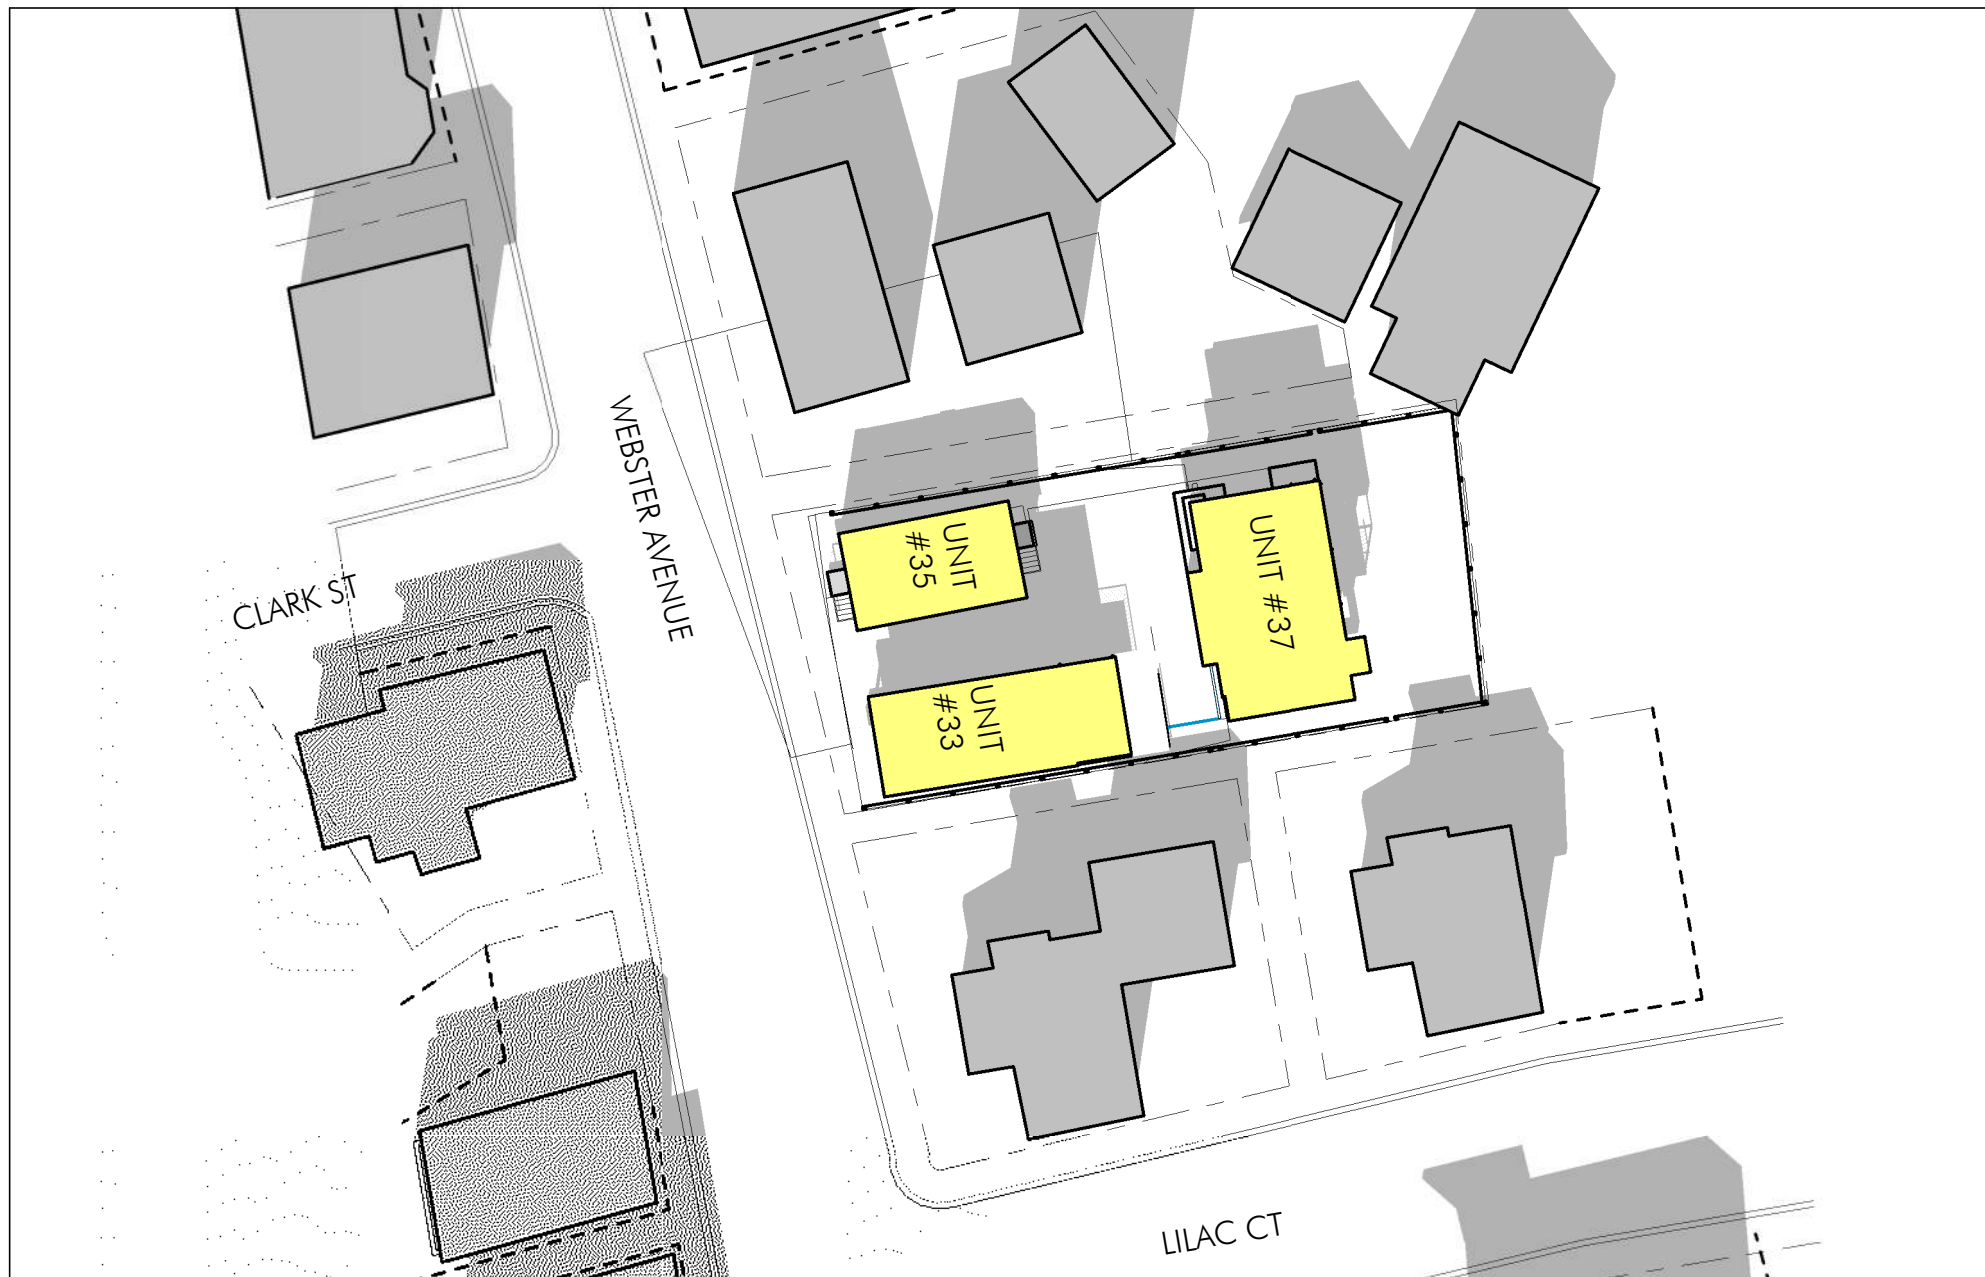 WEBSTER AVENUE
CLARK ST
UNIT
#35
UNIT #37
UNIT
#33
LILAC CT